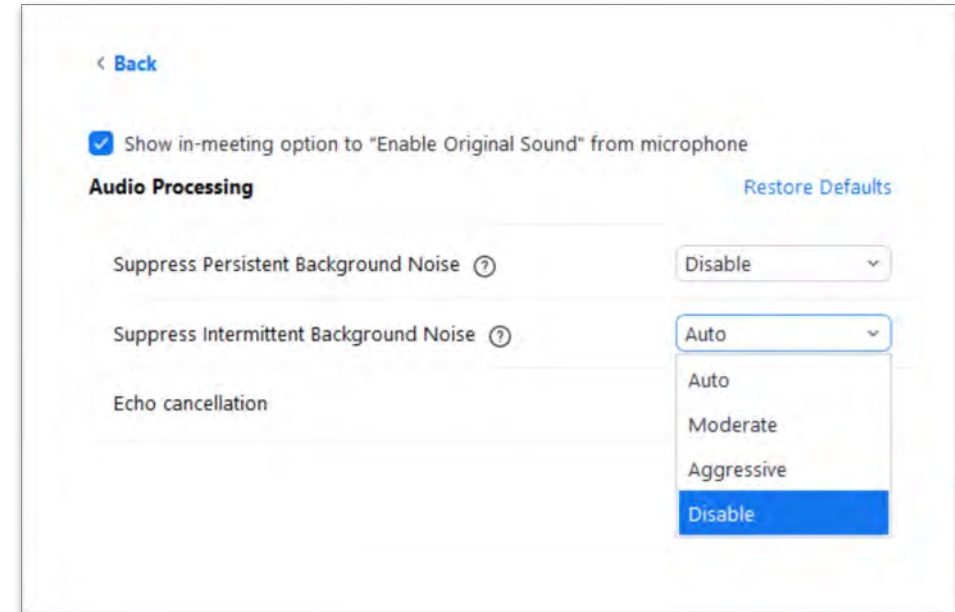 < Back
Show in-meeting option to "Enable Original Sound" from microphone
Audio Processing Restore Defaults
Suppress Persistent Background Noise ? Disable
Suppress Intermittent Background Noise ? Auto
Auto
Echo cancellation
Moderate
Aggressive
Disable